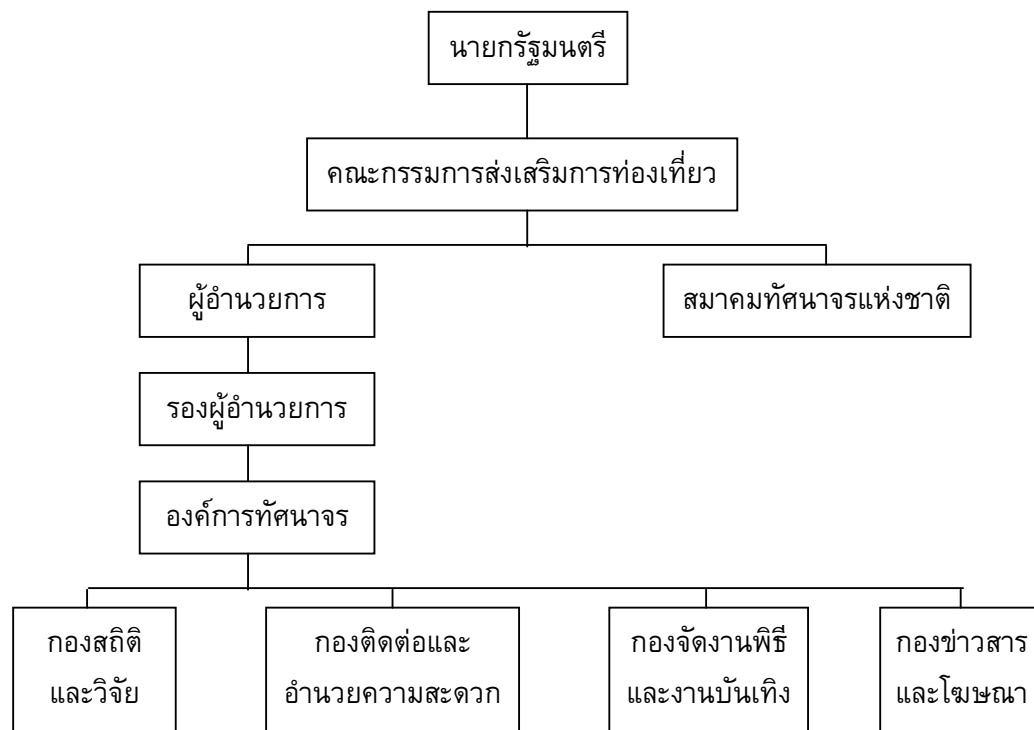 นายกรัฐมนตรี
คณะกรรมการส่งเสริมการท่องเที่ยว
ผู้อำนวยการ
สมาคมทัศนาจรแห่งชาติ
รองผู้อำนวยการ
องค์การทัศนาจร
กองสถิติ
และวิจัย
กองติดต่อและ
อำนวยความสะดวก
กองจัดงานพิธี
และงานบันเทิง
กองข่าวสาร
และโฆษณา